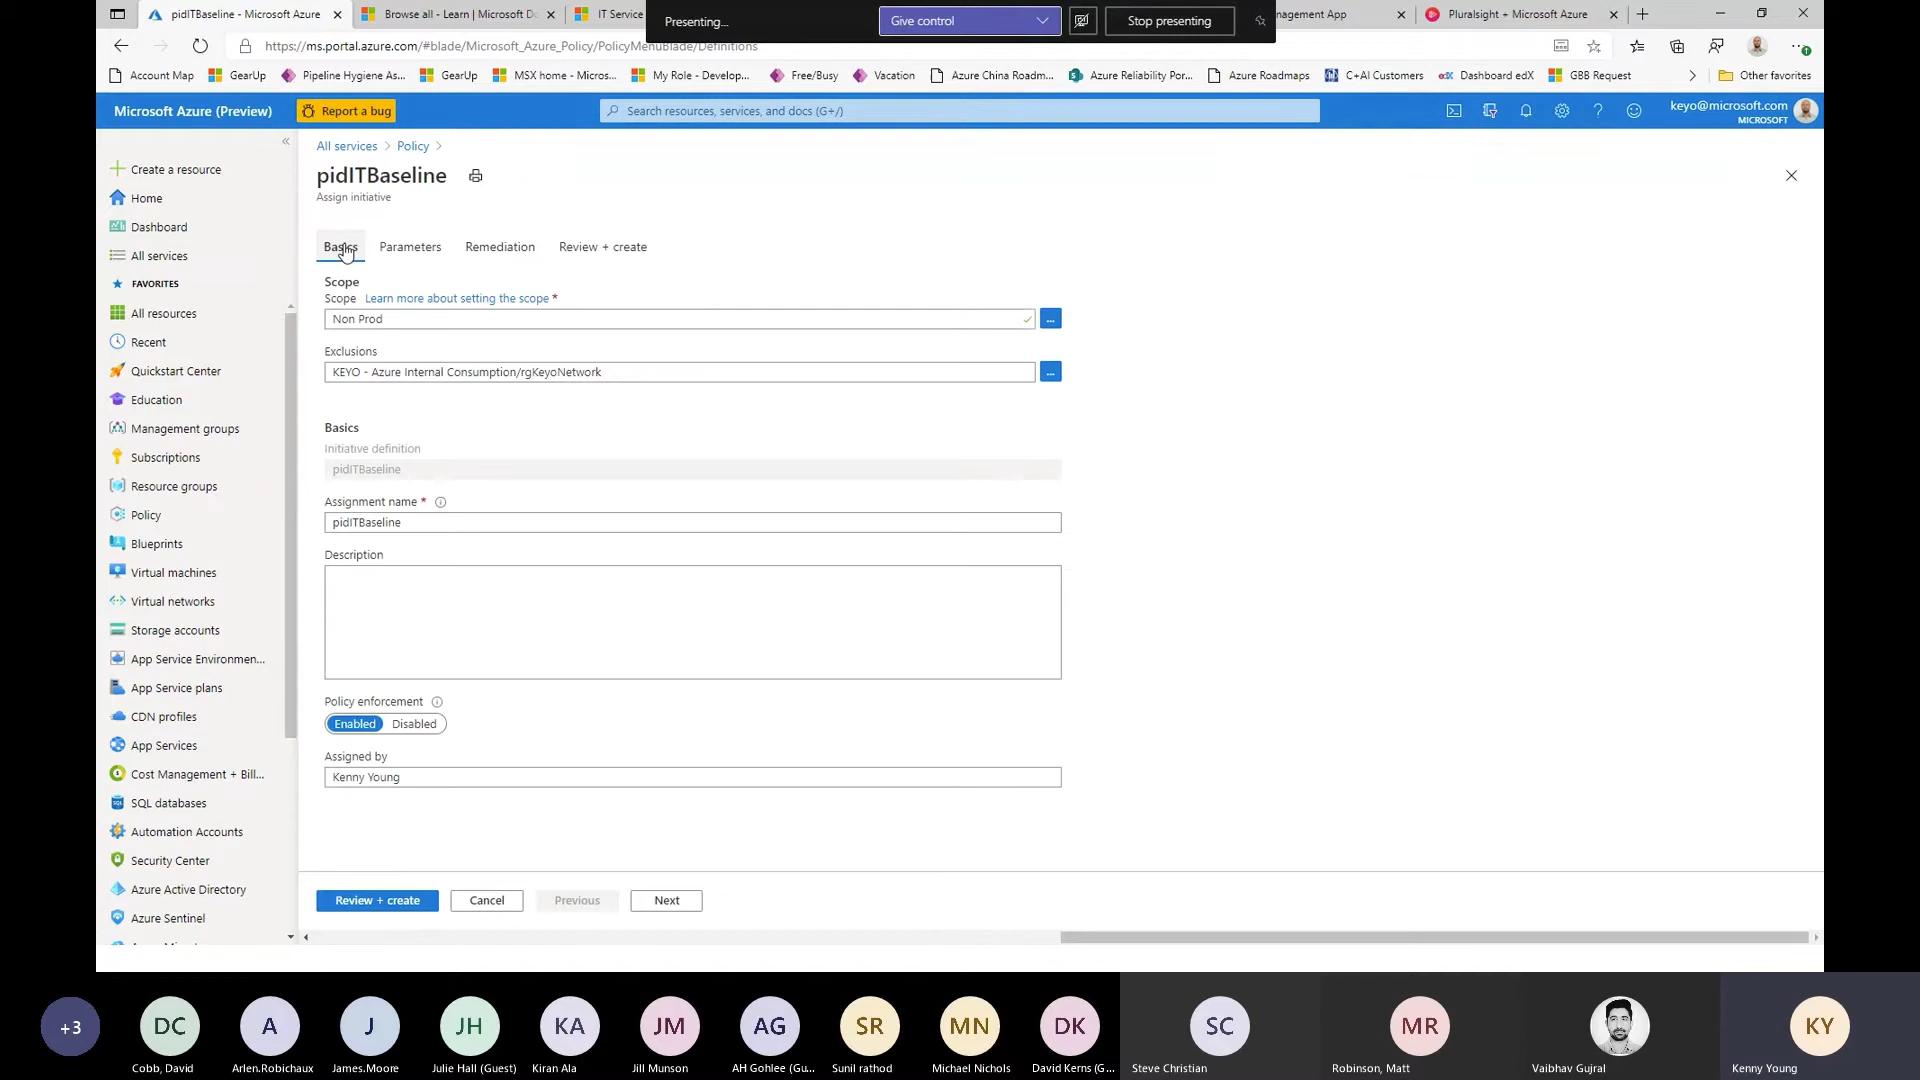 pidITBaseline - Microsoft Azure
Browse all - Learn | Microsoft Do
IT Service
Presenting...
Give control
Stop presenting
nagement App
Pluralsight + Microsoft Azure
https://ms.portal.azure.com/#blade/Microsoft_Azure_Policy/PolicyMenuBlade/Definitions
Account Map
GearUp
Pipeline Hygiene As...
GearUp
MSX home - Micros...
My Role - Develop...
Free/Busy
Vacation
Azure China Roadm...
Azure Reliability Por...
Azure Roadmaps
C+AI Customers
edX Dashboard edX
GBB Request
Other favorites
Microsoft Azure (Preview)
Report a bug
Search resources, services, and docs (G+/)
keyo@microsoft.com
MICROSOFT
Create a resource
Home
Dashboard
All services
FAVORITES
All resources
Recent
Quickstart Center
Education
Management groups
Subscriptions
Resource groups
Policy
Blueprints
Virtual machines
Virtual networks
Storage accounts
App Service Environmen...
App Service plans
CDN profiles
App Services
Cost Management + Bill...
SQL databases
Automation Accounts
Security Center
Azure Active Directory
Azure Sentinel
All services > Policy >
pidITBaseline
Assign initiative
Basics
Parameters
Remediation
Review + create
Scope
Scope Learn more about setting the scope *
Non Prod
...
Exclusions
KEYO - Azure Internal Consumption/rgKeyoNetwork
...
Basics
Initiative definition
pidITBaseline
Assignment name *
pidITBaseline
Description
Policy enforcement
Enabled
Disabled
Assigned by
Kenny Young
Review + create
Cancel
Previous
Next
+3
DC
A
J
JH
KA
JM
AG
SR
MN
DK
SC
MR
KY
Cobb, David
Arlen.Robichaux
James.Moore
Julie Hall (Guest)
Kiran Ala
Jill Munson
AH Gohlee (Gu...
Sunil rathod
Michael Nichols
David Kerns (G...
Steve Christian
Robinson, Matt
Vaibhav Gujral
Kenny Young